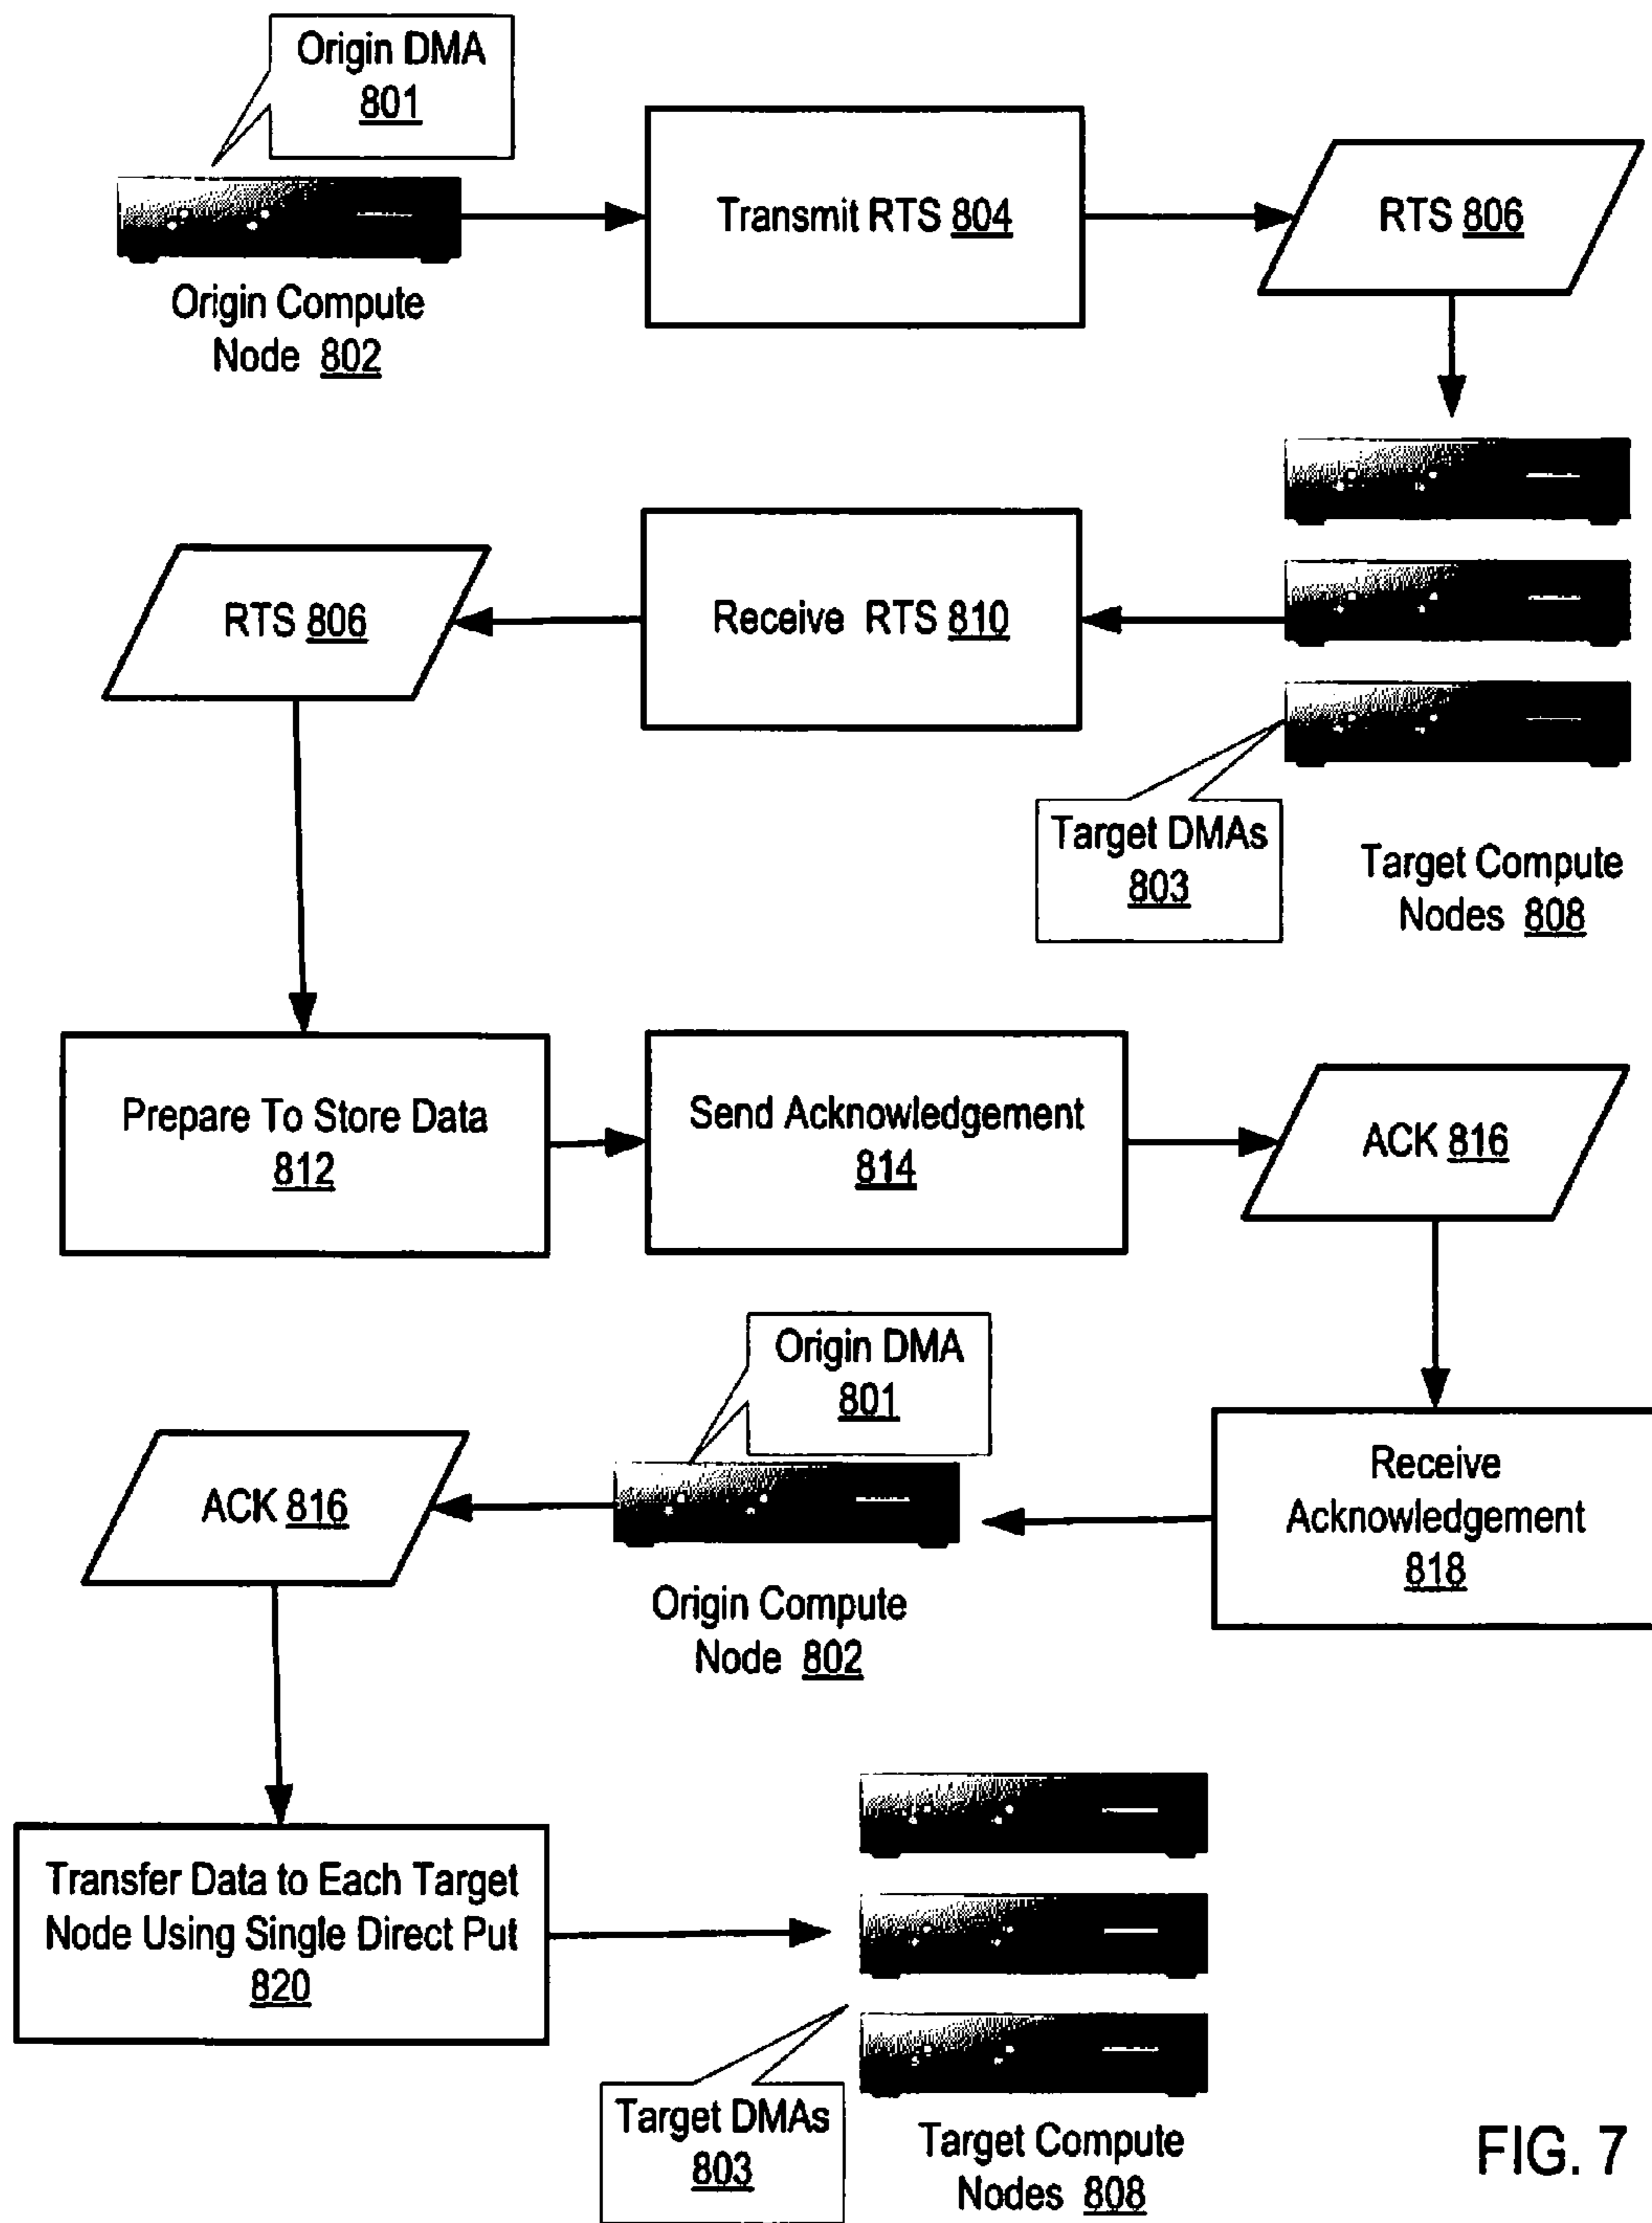 Origin DMA
801
Transmit RTS 804
RTS 806
Origin Compute
Node 802
RTS 806
Receive RTS 810
Target DMAs
803
Target Compute
Nodes 808
Prepare To Store Data
812
Send Acknowledgement
814
ACK 816
Origin DMA
801
ACK 816
Receive
Acknowledgement
818
Origin Compute
Node 802
Transfer Data to Each Target
Node Using Single Direct Put
820
Target DMAs
803
Target Compute
Nodes 808
FIG. 7